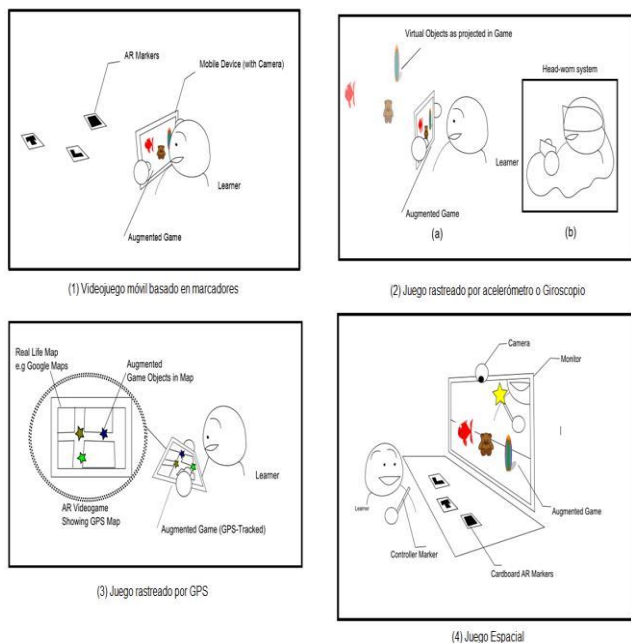 AR Markers
Mobile Device (with Camera)
Learner
Augmented Game
(1) Videojuego móvil basado en marcadores
Virtual Objects as projected in Game
Head-worn system
Learner
Augmented Game
(a)
(b)
(2) Juego rastreado por acelerómetro o Giroscopio
Real Life Map
e.g Google Maps
Augmented
Game Objects in Map
Learner
AR Videogame
Showing GPS Map
Augmented Game (GPS-Tracked)
(3) Juego rastreado por GPS
Camera
Monitor
Learner
Augmented Game
Controller Marker
Cardboard AR Markers
(4) Juego Espacial